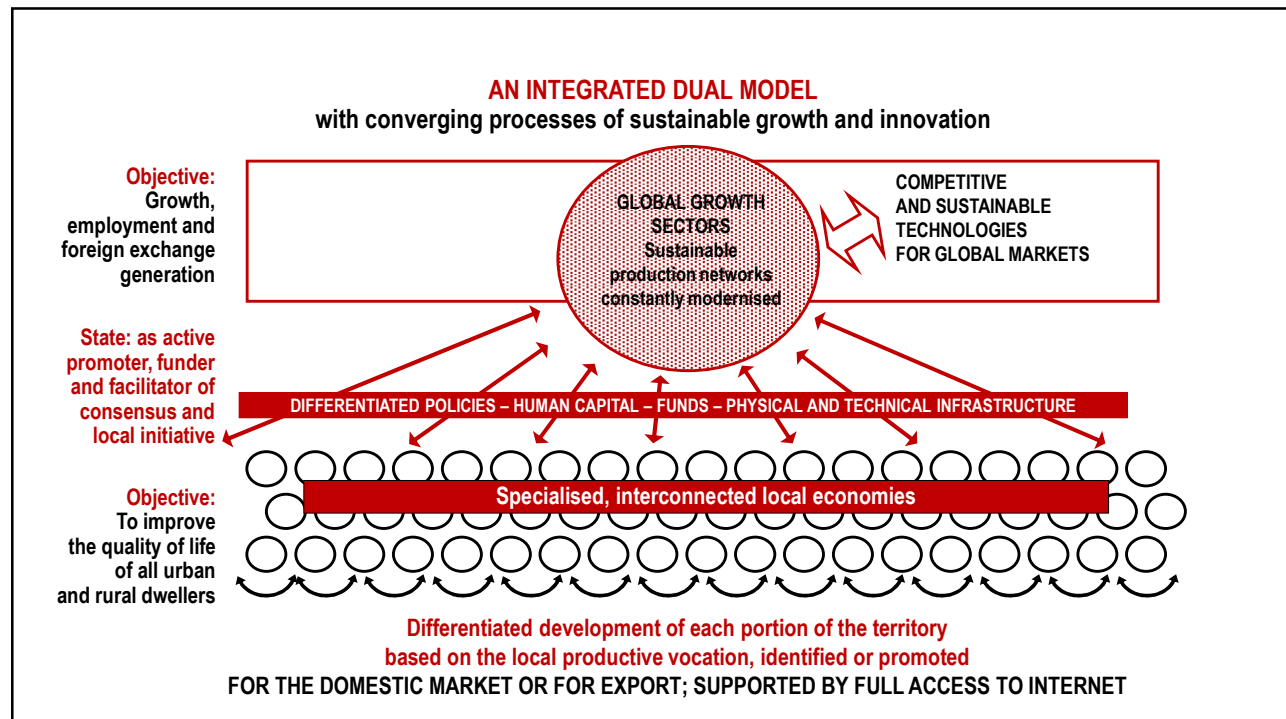 AN INTEGRATED DUAL MODEL
with converging processes of sustainable growth and innovation
Objective:
Growth,
employment and
foreign exchange
generation
GLOBAL GROWTH
SECTORS
Sustainable
production networks
constantly modernised
COMPETITIVE
AND SUSTAINABLE
TECHNOLOGIES
FOR GLOBAL MARKETS
State: as active
promoter, funder
and facilitator of
consensus and
local initiative
DIFFERENTIATED POLICIES – HUMAN CAPITAL – FUNDS – PHYSICAL AND TECHNICAL INFRASTRUCTURE
Objective:
To improve
the quality of life
of all urban
and rural dwellers
Specialised, interconnected local economies
Differentiated development of each portion of the territory
based on the local productive vocation, identified or promoted
FOR THE DOMESTIC MARKET OR FOR EXPORT; SUPPORTED BY FULL ACCESS TO INTERNET